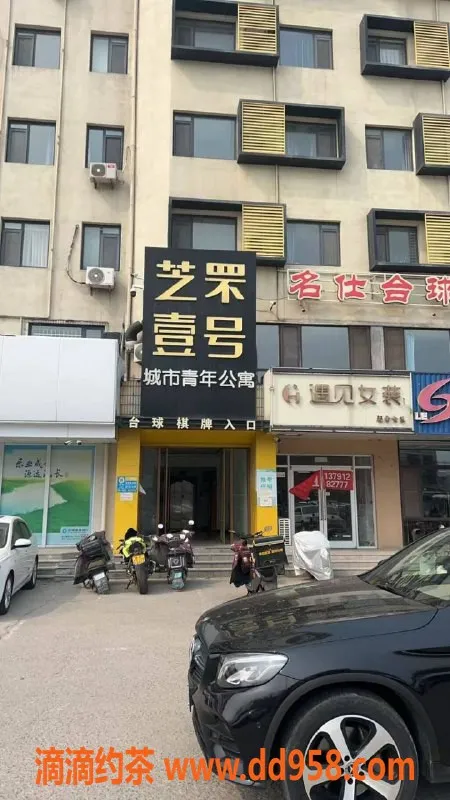 芝罘
壹号
城市青年公寓
台球棋牌入口
名仕台球
遇见女装
137912
82777
滴滴约茶 www.dd958.com